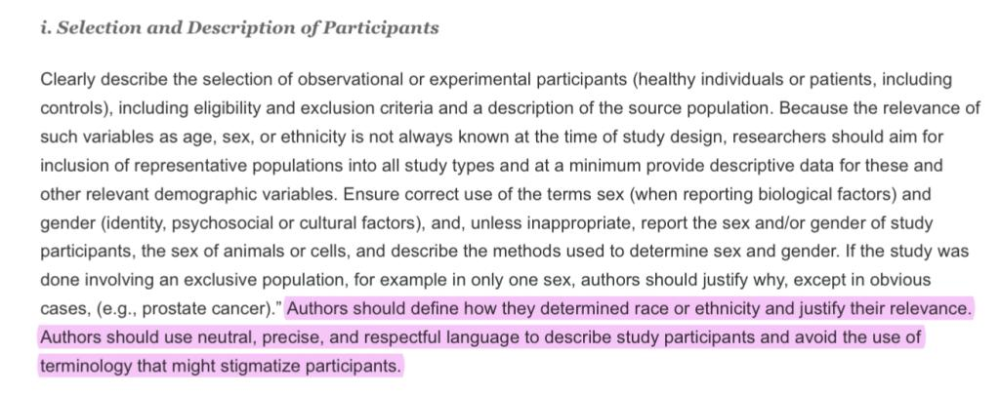 i. Selection and Description of Participants
Clearly describe the selection of observational or experimental participants (healthy individuals or patients, including
controls), including eligibility and exclusion criteria and a description of the source population. Because the relevance of
such variables as age, sex, or ethnicity is not always known at the time of study design, researchers should aim for
inclusion of representative populations into all study types and at a minimum provide descriptive data for these and
other relevant demographic variables. Ensure correct use of the terms sex (when reporting biological factors) and
gender (identity, psychosocial or cultural factors), and, unless inappropriate, report the sex and/or gender of study
participants, the sex of animals or cells, and describe the methods used to determine sex and gender. If the study was
done involving an exclusive population, for example in only one sex, authors should justify why, except in obvious
cases, (e.g., prostate cancer).” Authors should define how they determined race or ethnicity and justify their relevance.
Authors should use neutral, precise, and respectful language to describe study participants and avoid the use of
terminology that might stigmatize participants.